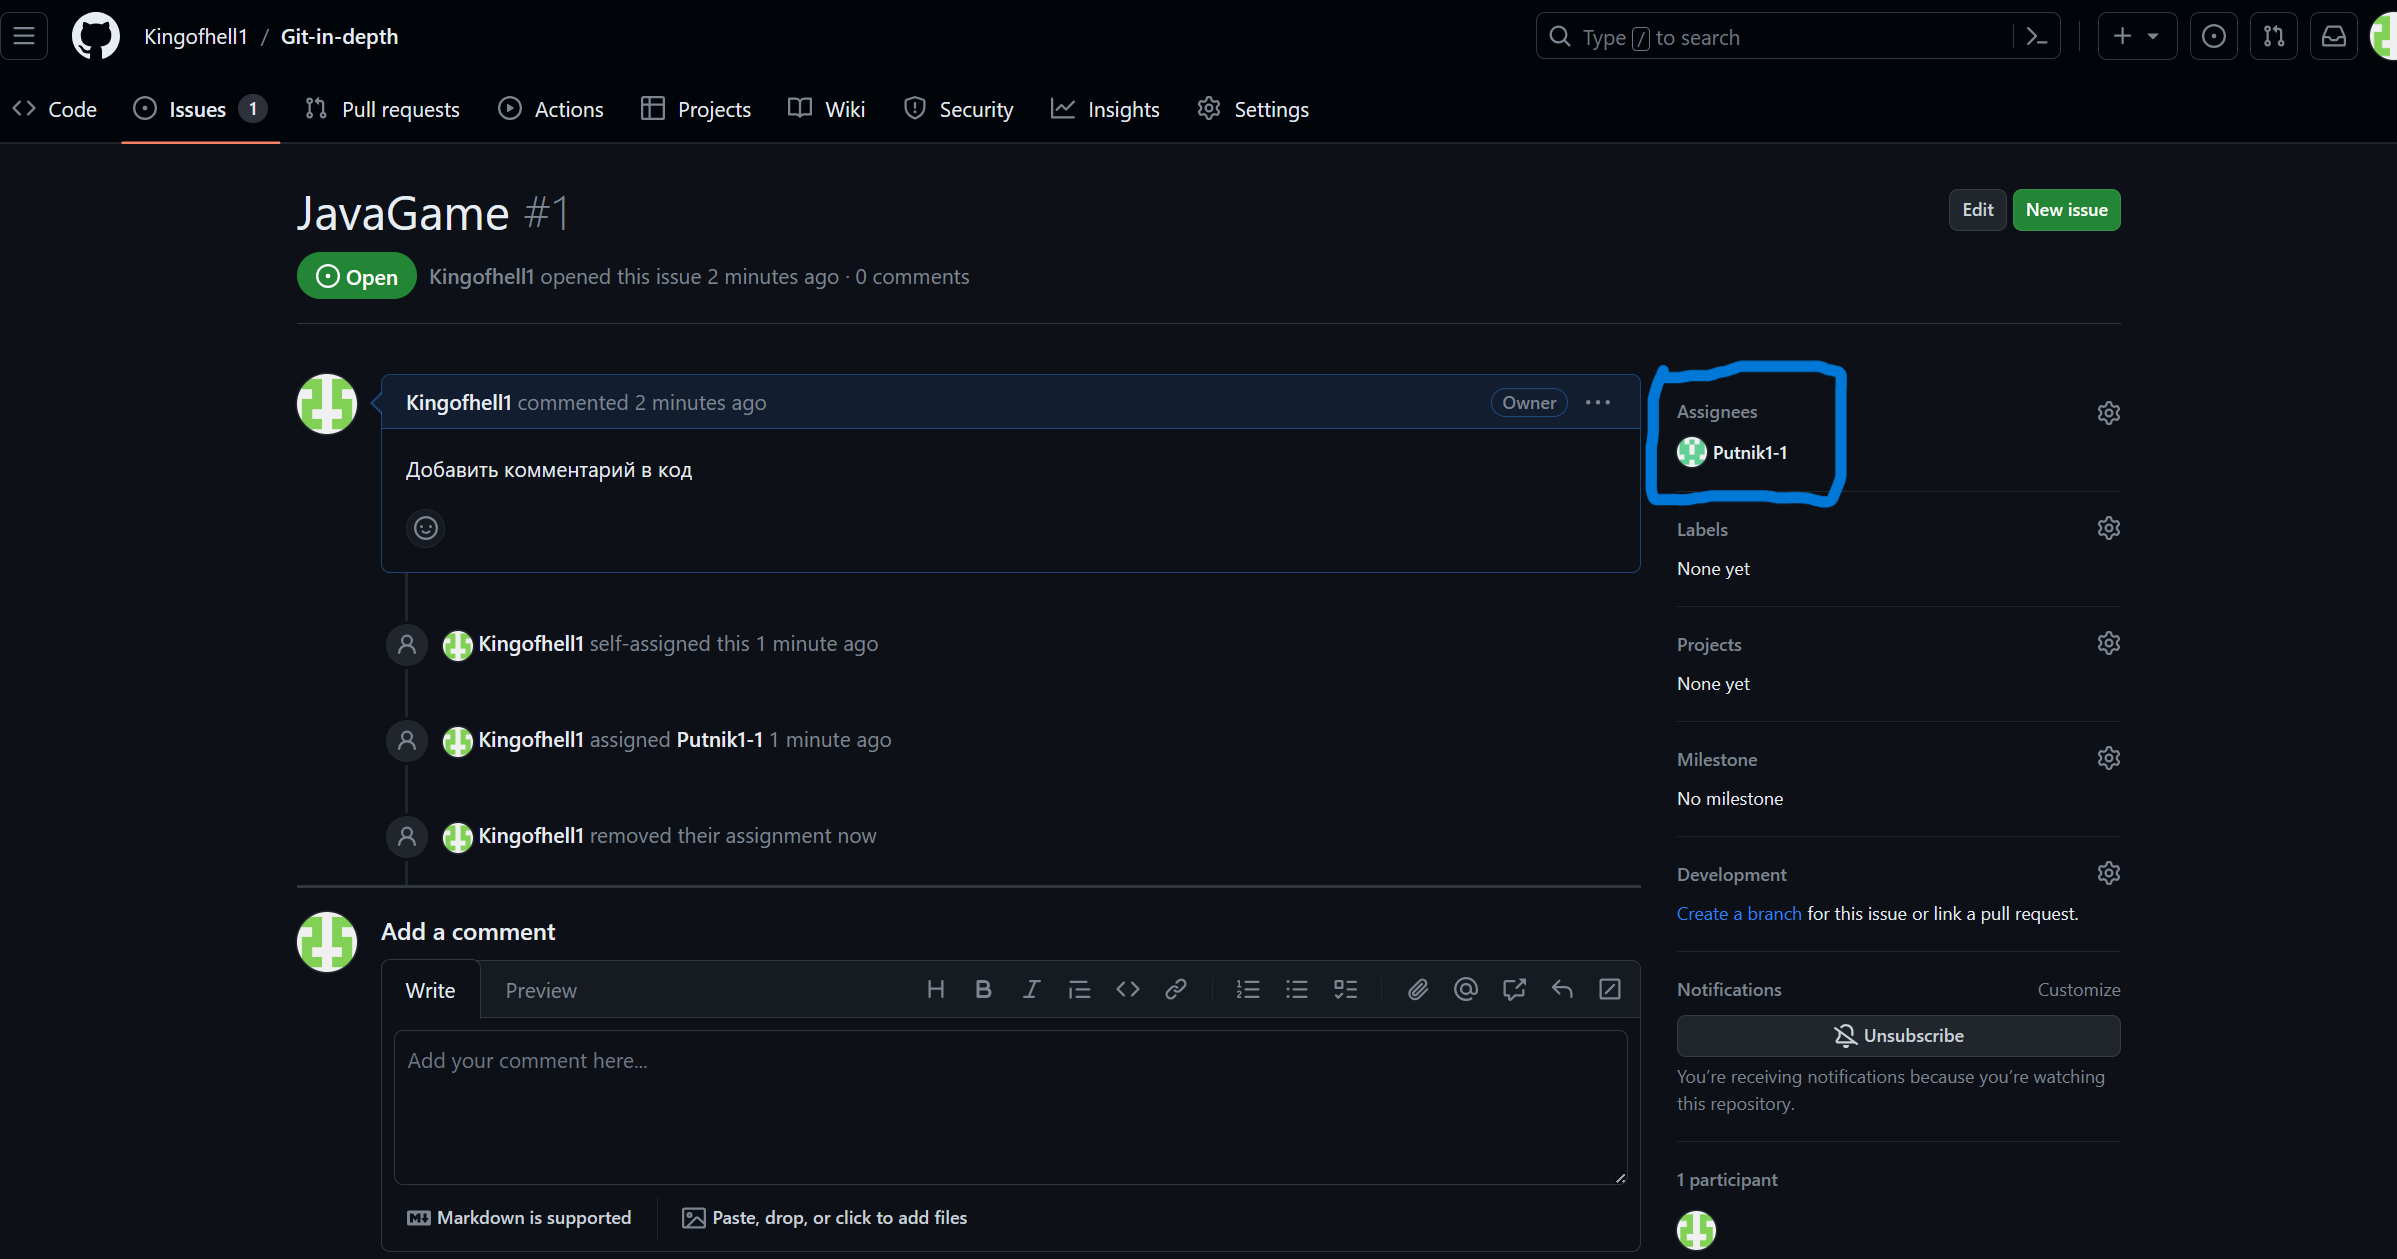 Kingofhell1 / Git-in-depth
Type / to search
Code
Issues 1
Pull requests
Actions
Projects
Wiki
Security
Insights
Settings
JavaGame #1
Edit
New issue
Open
Kingofhell1 opened this issue 2 minutes ago · 0 comments
Kingofhell1 commented 2 minutes ago
Owner
Добавить комментарий в код
Kingofhell1 self-assigned this 1 minute ago
Kingofhell1 assigned Putnik1-1 1 minute ago
Kingofhell1 removed their assignment now
Add a comment
Write
Preview
Add your comment here...
Markdown is supported
Paste, drop, or click to add files
Assignees
Putnik1-1
Labels
None yet
Projects
None yet
Milestone
No milestone
Development
Create a branch for this issue or link a pull request.
Notifications
Customize
Unsubscribe
You’re receiving notifications because you’re watching
this repository.
1 participant